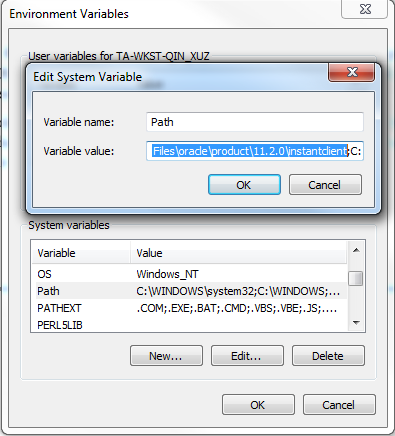 Environment Variables
User variables for TA-WKST-QIN_XUZ
Edit System Variable
Variable name: Path
Variable value: Files\oracle\product\11.2.0\instantclient;C:
OK Cancel
System variables
Variable Value
OS Windows_NT
Path C:\WINDOWS\system32;C:\WINDOWS;...
PATHEXT .COM;.EXE;.BAT;.CMD;.VBS;.VBE;.JS;....
PERL5LIB
New... Edit... Delete
OK Cancel